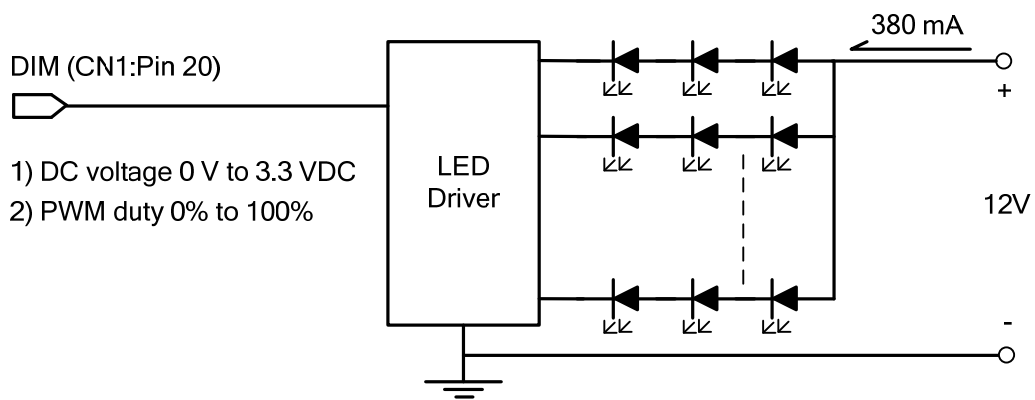 380 mA
DIM (CN1:Pin 20)
+
1) DC voltage 0 V to 3.3 VDC
2) PWM duty 0% to 100%
LED
Driver
12V
-